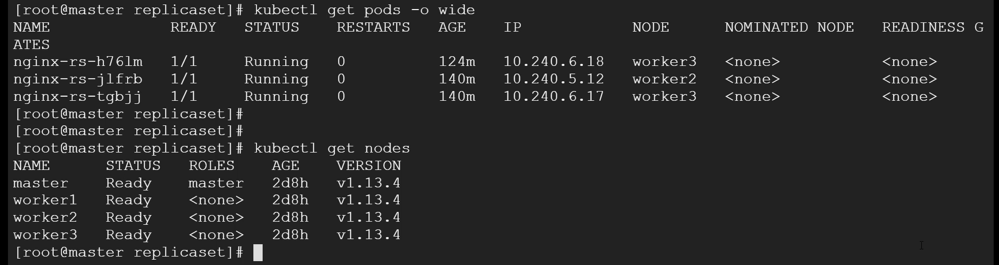 [root@master replicaset]# kubectl get pods -o wide
NAME             READY   STATUS    RESTARTS   AGE    IP            NODE      NOMINATED NODE   READINESS G
ATES
nginx-rs-h76lm   1/1     Running   0          124m   10.240.6.18   worker3   <none>           <none>
nginx-rs-jlfrb   1/1     Running   0          140m   10.240.5.12   worker2   <none>           <none>
nginx-rs-tgbjj   1/1     Running   0          140m   10.240.6.17   worker3   <none>           <none>
[root@master replicaset]#
[root@master replicaset]#
[root@master replicaset]# kubectl get nodes
NAME      STATUS   ROLES    AGE    VERSION
master    Ready    master   2d8h   v1.13.4
worker1   Ready    <none>   2d8h   v1.13.4
worker2   Ready    <none>   2d8h   v1.13.4
worker3   Ready    <none>   2d8h   v1.13.4
[root@master replicaset]#